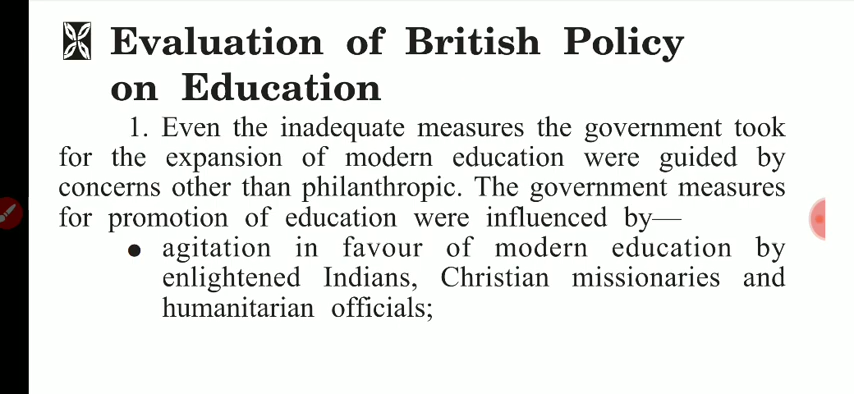 Evaluation of British Policy
on Education
1. Even the inadequate measures the government took
for the expansion of modern education were guided by
concerns other than philanthropic. The government measures
for promotion of education were influenced by—
● agitation in favour of modern education by
enlightened Indians, Christian missionaries and
humanitarian officials;